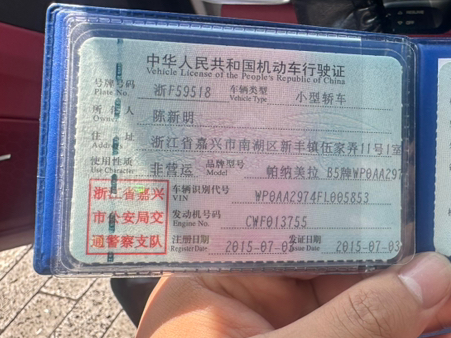 中华人民共和国机动车行驶证
Vehicle License of the People's Republic of China
号牌号码 浙F59518 车辆类型 小型轿车
Plate No. Vehicle Type
所有人 陈新明
Owner
住址 浙江省嘉兴市南湖区新丰镇伍家弄11号1室
Address
使用性质 非营运 品牌型号 帕纳美拉 B5牌WP0AA297
Use Character Model
浙江省嘉兴
市公安局交
通警察支队
车辆识别代号 WP0AA2974FL005853
VIN
发动机号码 CWF013755
Engine No.
注册日期 2015-07-03 发证日期 2015-07-03
Register Date Issue Date